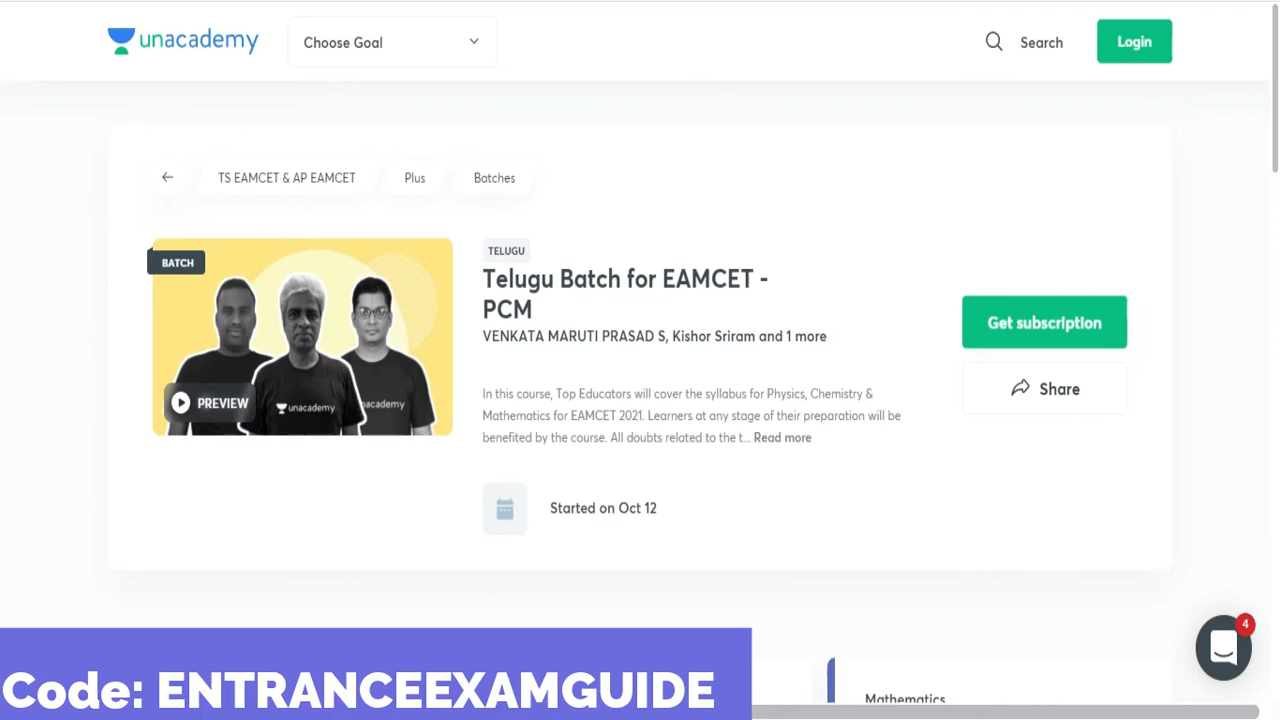 unacademy
Choose Goal
Search
Login
TS EAMCET & AP EAMCET
Plus
Batches
BATCH
TELUGU
Telugu Batch for EAMCET -
PCM
VENKATA MARUTI PRASAD S, Kishor Sriram and 1 more
Get subscription
Share
unacademy
nacademy
PREVIEW
In this course, Top Educators will cover the syllabus for Physics, Chemistry &
Mathematics for EAMCET 2021. Learners at any stage of their preparation will be
benefited by the course. All doubts related to the t... Read more
Started on Oct 12
4
Code: ENTRANCEEXAMGUIDE
Mathematics